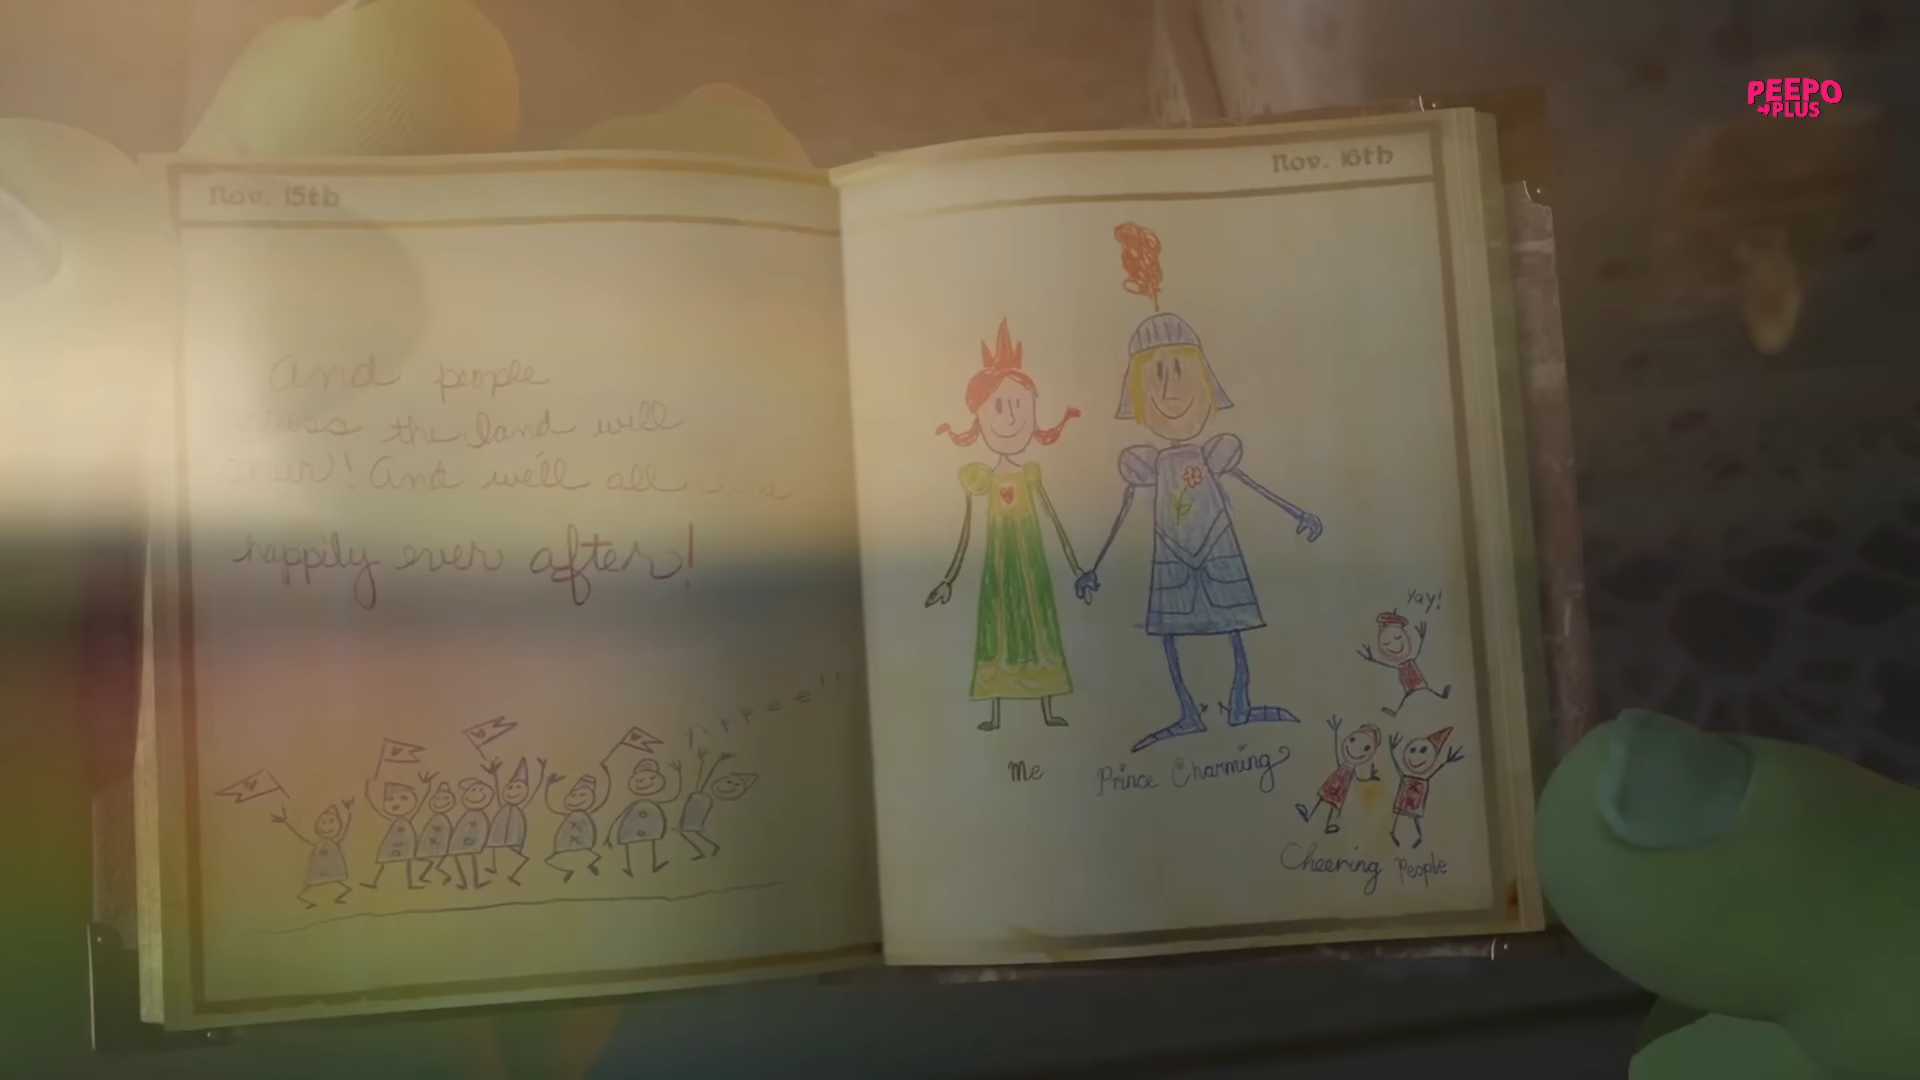 PEEPO
PLUS
Nov. 15th
And people
the land will
And we'll all
happily ever after!
Yippee!!
Nov. 16th
Me
Prince Charming
Yay!
Cheering People